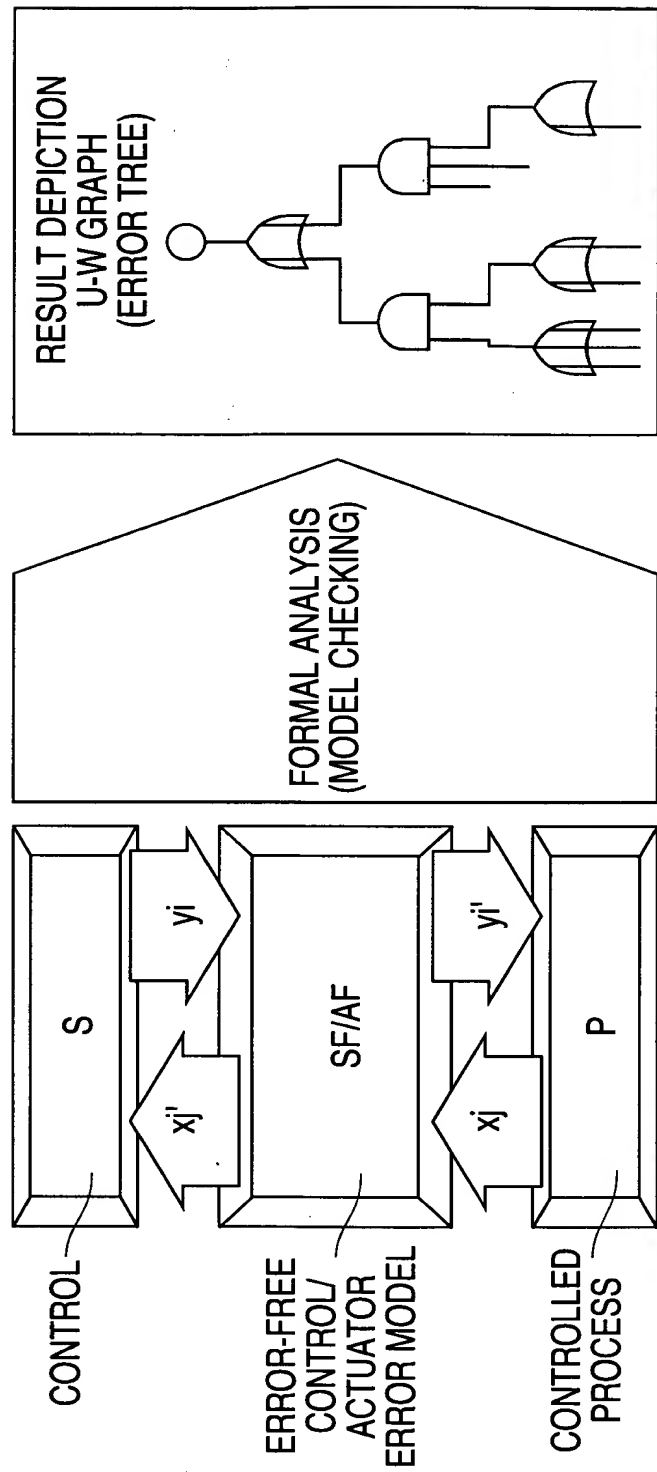 CONTROL
S
xj'
yi
ERROR-FREE
CONTROL/
ACTUATOR
ERROR MODEL
SF/AF
xj
yi'
CONTROLLED
PROCESS
P
FORMAL ANALYSIS
(MODEL CHECKING)
RESULT DEPICTION
U-W GRAPH
(ERROR TREE)